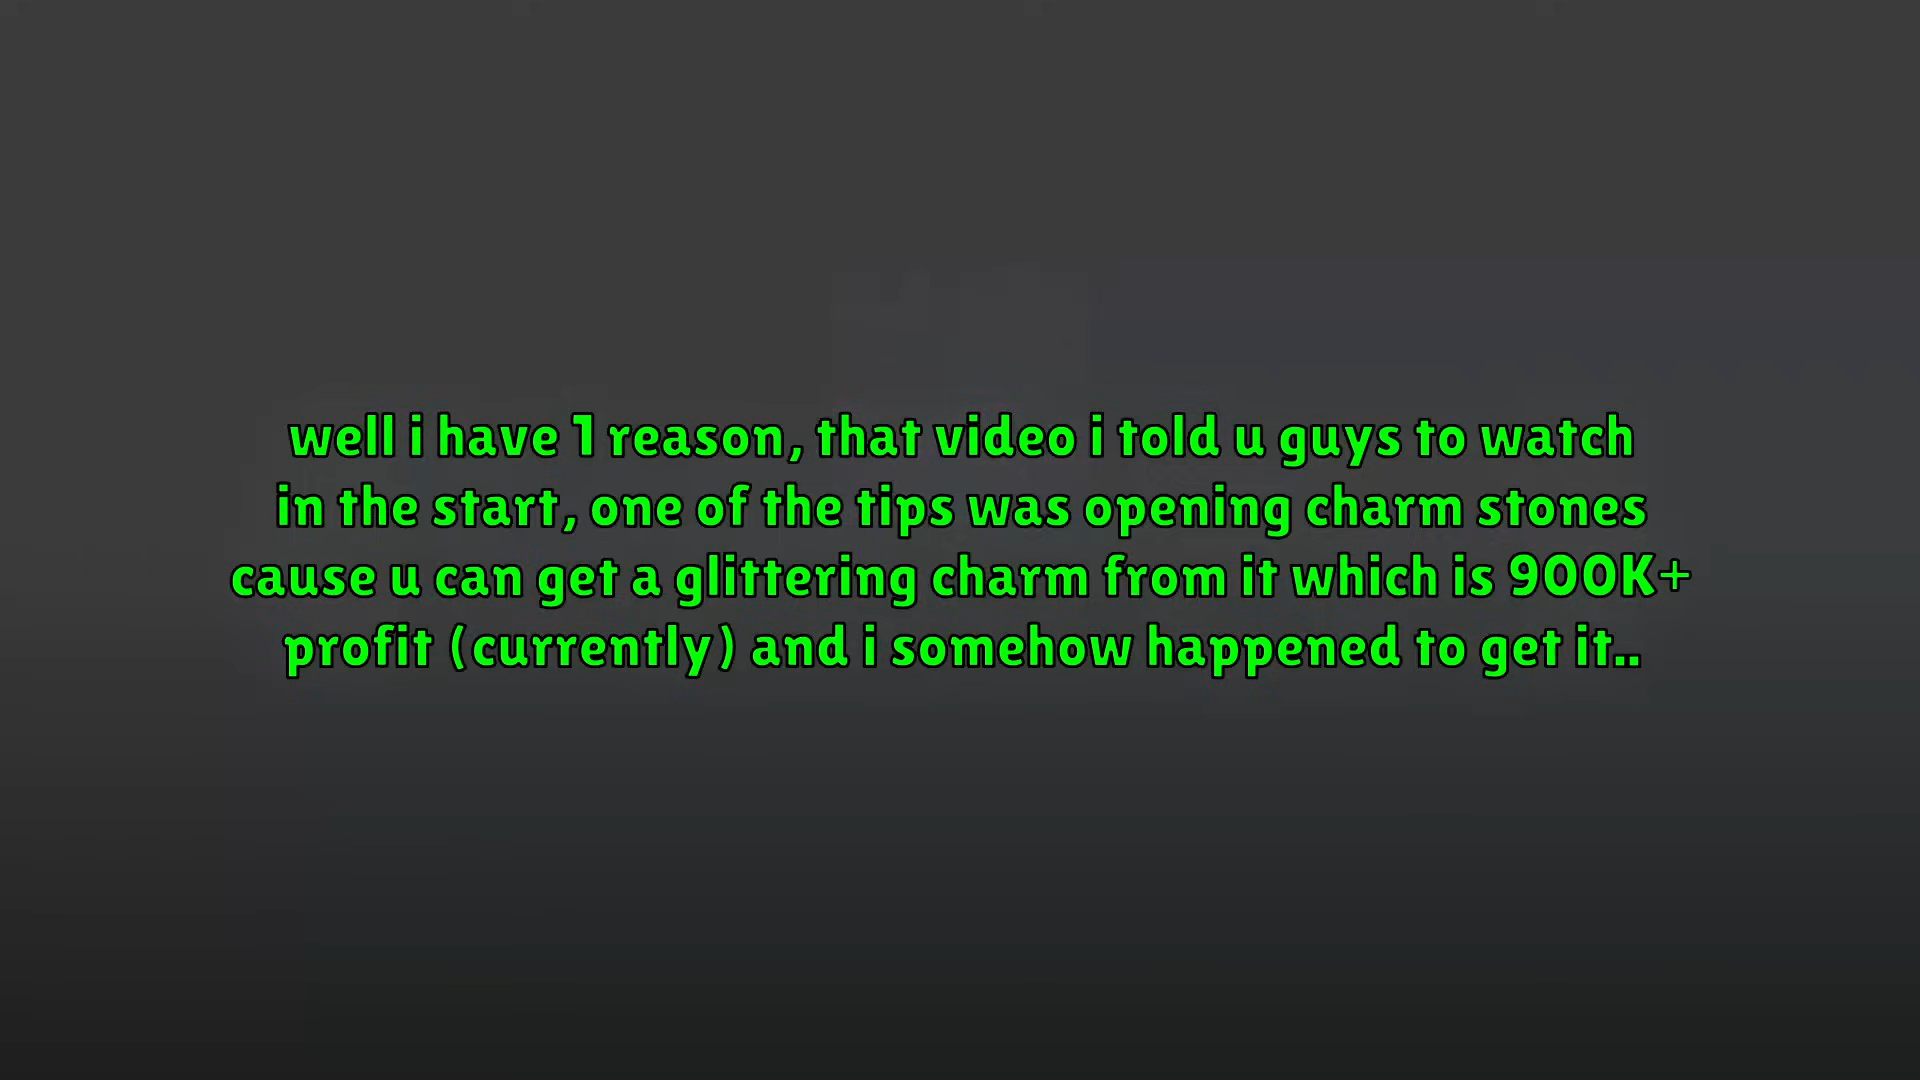 well i have 1 reason, that video i told u guys to watch
in the start, one of the tips was opening charm stones
cause u can get a glittering charm from it which is 900K+
profit (currently) and i somehow happened to get it..